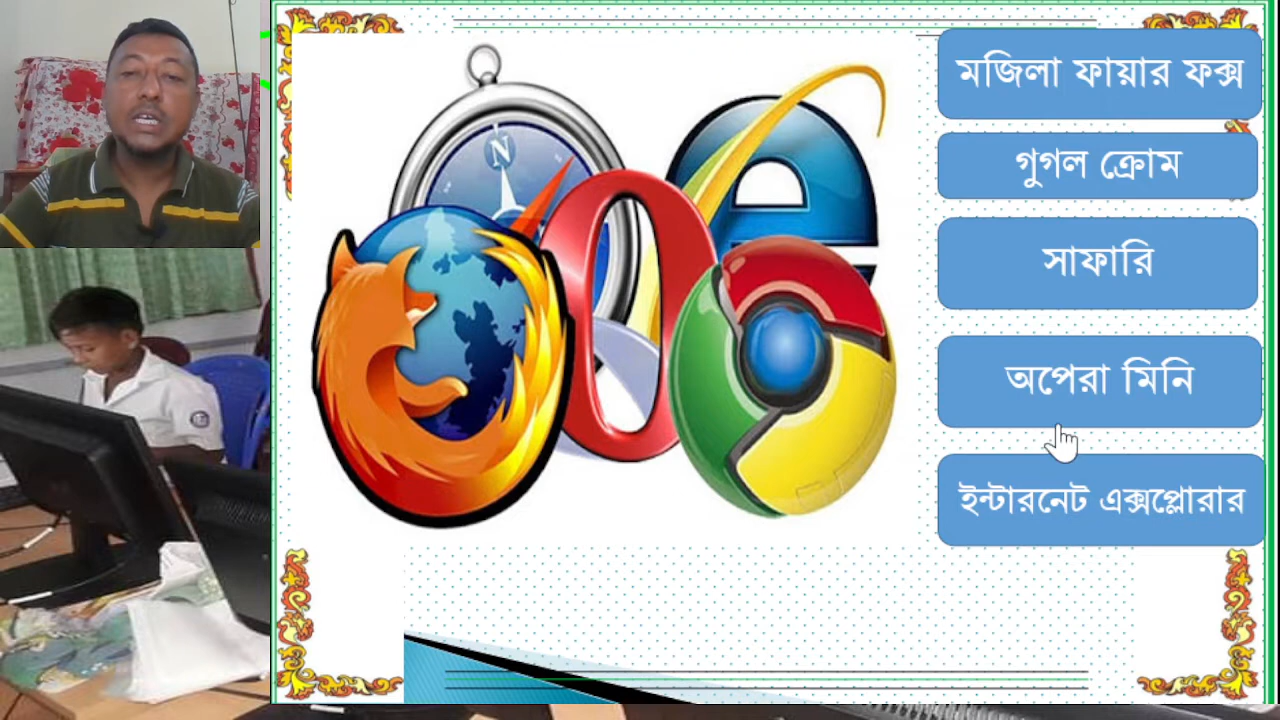 মজিলা ফায়ার ফক্স
গুগল ক্রোম
সাফারি
অপেরা মিনি
ইন্টারনেট এক্সপ্লোরার
N